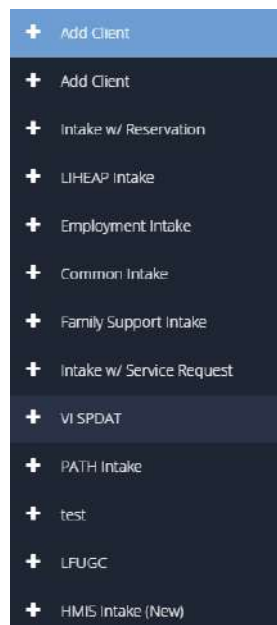 Add Client
Add Client
Intake w/ Reservation
LIHEAP Intake
Employment Intake
Common Intake
Family Support Intake
Intake w/ Service Request
VI SPDAT
PATH Intake
test
LFUGC
HMIS Intake (New)